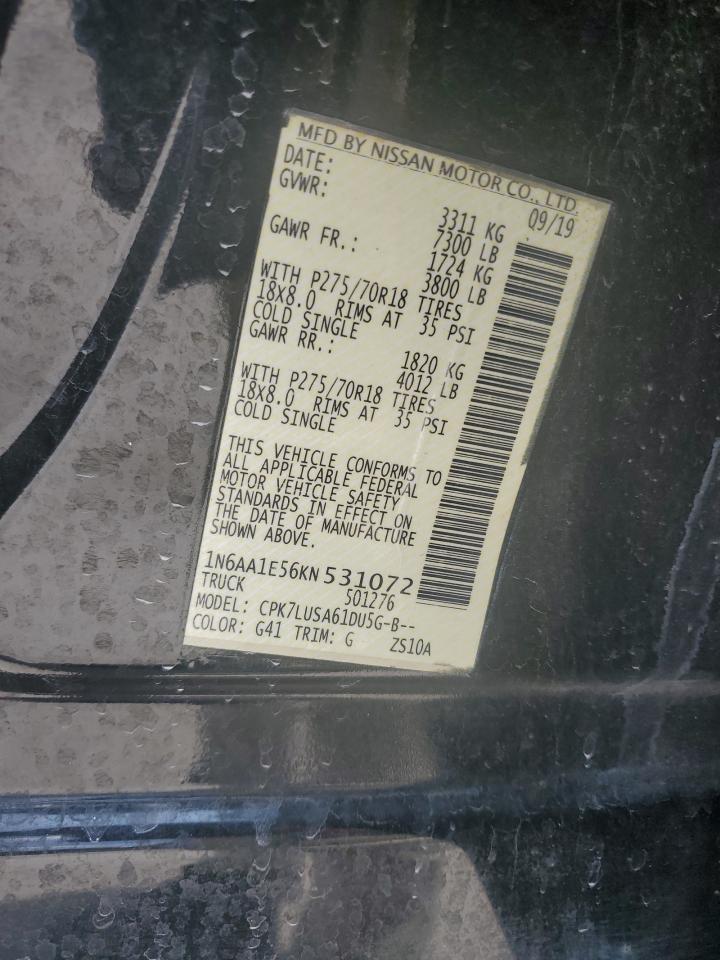 MFD BY NISSAN MOTOR CO., LTD.
DATE: 09/19
GVWR: 3311 KG
7300 LB
GAWR FR.: 1724 KG
3800 LB
WITH P275/70R18 TIRES
18X8.0 RIMS AT 35 PSI
COLD SINGLE
GAWR RR.: 1820 KG
4012 LB
WITH P275/70R18 TIRES
18X8.0 RIMS AT 35 PSI
COLD SINGLE
THIS VEHICLE CONFORMS TO
ALL APPLICABLE FEDERAL
MOTOR VEHICLE SAFETY
STANDARDS IN EFFECT ON
THE DATE OF MANUFACTURE
SHOWN ABOVE.
1N6AA1E56KN531072
TRUCK 501276
MODEL: CPK7LUSA61DU5G-B--
COLOR: G41 TRIM: G ZS10A